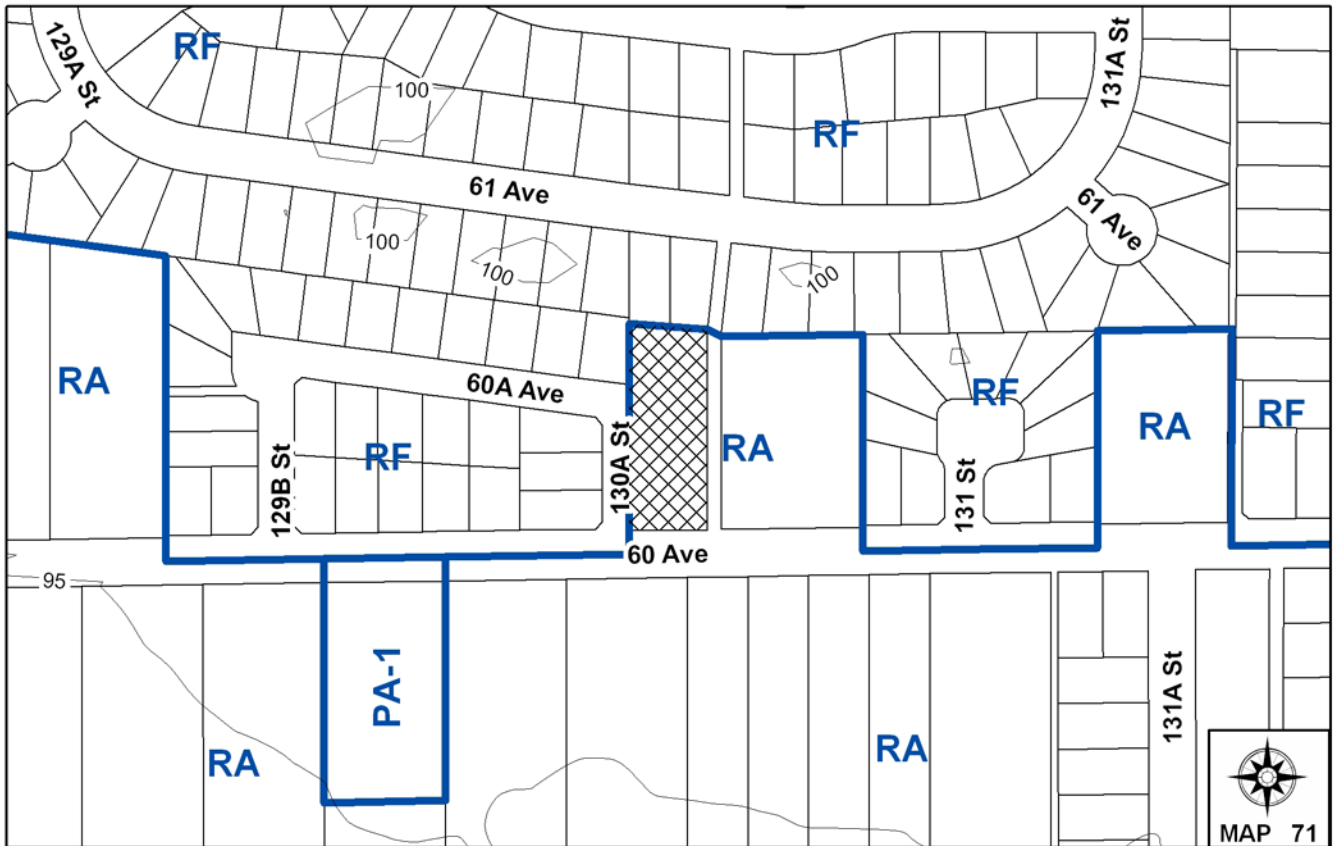 129A St
RF
100
RF
131A St
61 Ave
61 Ave
100
100
100
RA
60A Ave
RF
129B St
130A St
RA
RF
131 St
RA
RF
60 Ave
95
PA-1
RA
RA
131A St
MAP 71